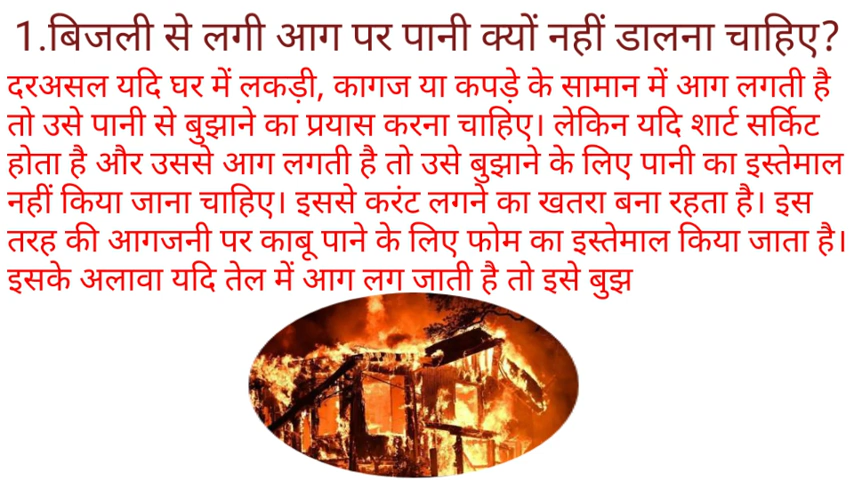 1.बिजली से लगी आग पर पानी क्यों नहीं डालना चाहिए?
दरअसल यदि घर में लकड़ी, कागज या कपड़े के सामान में आग लगती है
तो उसे पानी से बुझाने का प्रयास करना चाहिए। लेकिन यदि शार्ट सर्किट
होता है और उससे आग लगती है तो उसे बुझाने के लिए पानी का इस्तेमाल
नहीं किया जाना चाहिए। इससे करंट लगने का खतरा बना रहता है। इस
तरह की आगजनी पर काबू पाने के लिए फोम का इस्तेमाल किया जाता है।
इसके अलावा यदि तेल में आग लग जाती है तो इसे बुझ